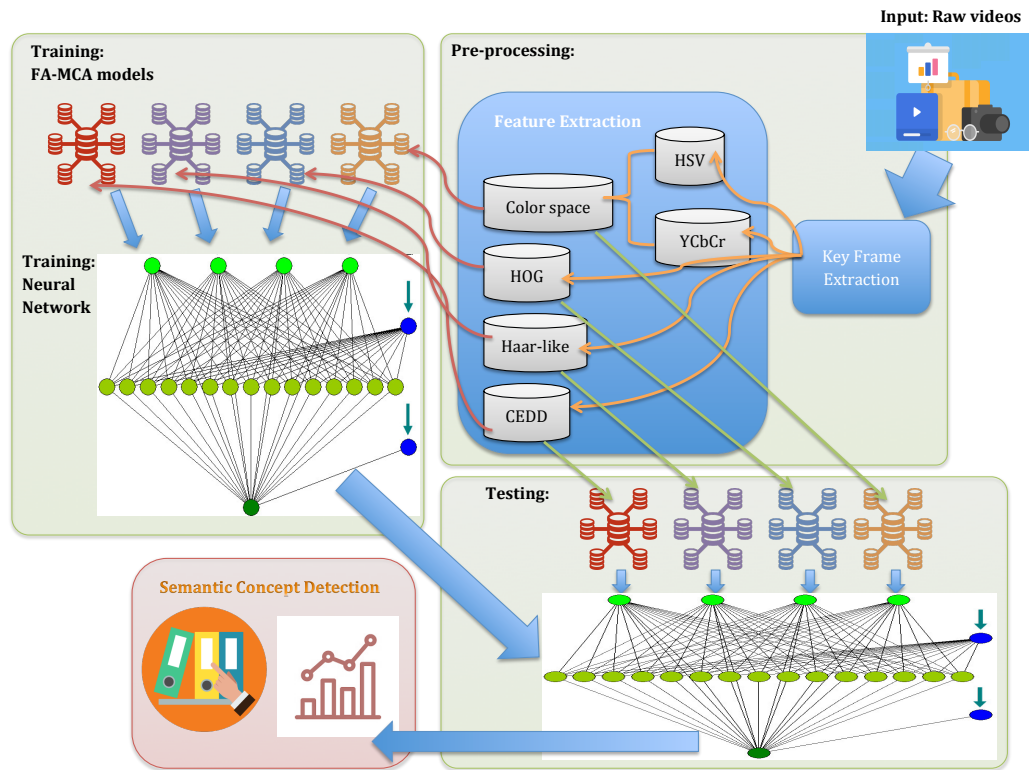 Input: Raw videos
Training:
FA-MCA models
Pre-processing:
Feature Extraction
HSV
Color space
YCbCr
Key Frame
Extraction
HOG
Haar-like
CEDD
Training:
Neural
Network
Testing:
Semantic Concept Detection